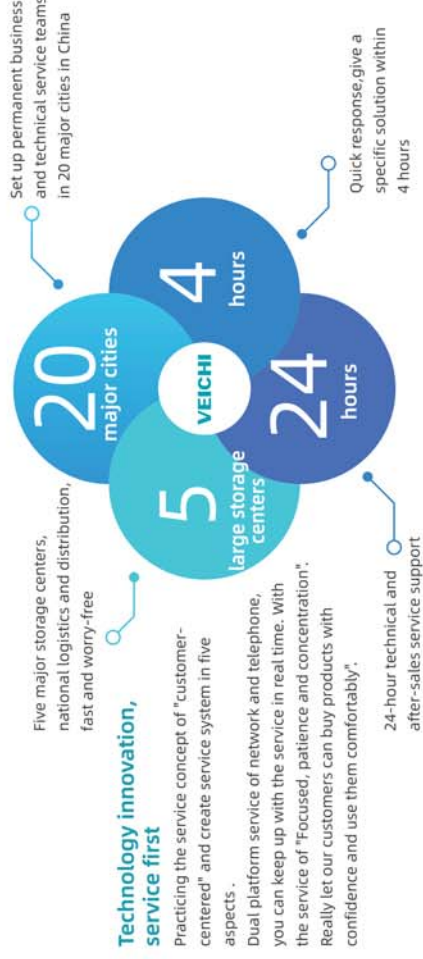 Technology innovation,
service first
Practicing the service concept of "customer-
centered" and create service system in five
aspects .
Dual platform service of network and telephone,
you can keep up with the service in real time. With
the service of "Focused, patience and concentration".
Really let our customers can buy products with
confidence and use them comfortably".
Five major storage centers,
national logistics and distribution,
fast and worry-free
20
major cities
Set up permanent business
and technical service teams
in 20 major cities in China
5
large storage
centers
VEICHI
4
hours
24
hours
24-hour technical and
after-sales service support
Quick response,give a
specific solution within
4 hours